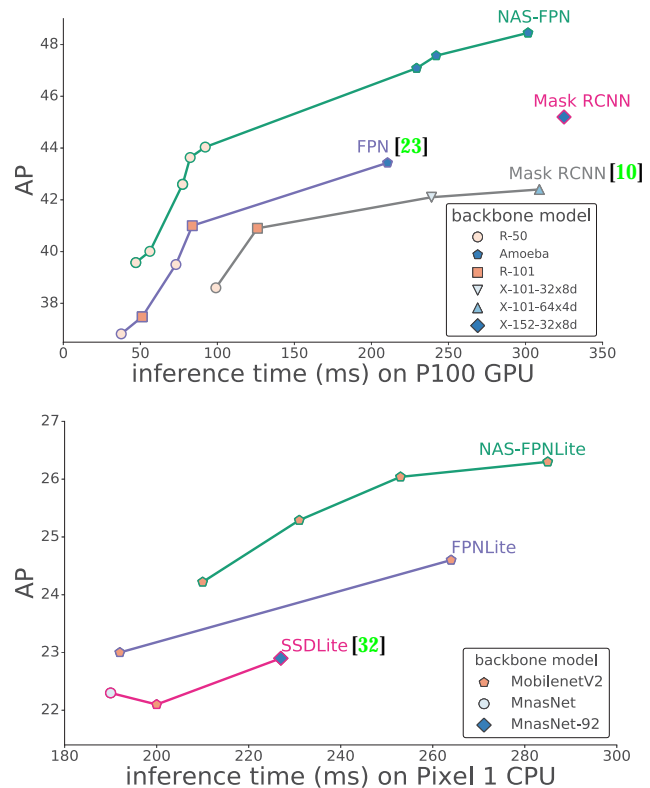 NAS-FPN
48
46
Mask RCNN
44
FPN [23]
AP
Mask RCNN [10]
42
backbone model
R-50
40
Amoeba
R-101
X-101-32x8d
38
X-101-64x4d
X-152-32x8d
0 50 100 150 200 250 300 350
inference time (ms) on P100 GPU
27
NAS-FPNLite
26
25
FPNLite
AP
24
SSDLite [32]
23
backbone model
MobilenetV2
22
MnasNet
MnasNet-92
180 200 220 240 260 280 300
inference time (ms) on Pixel 1 CPU